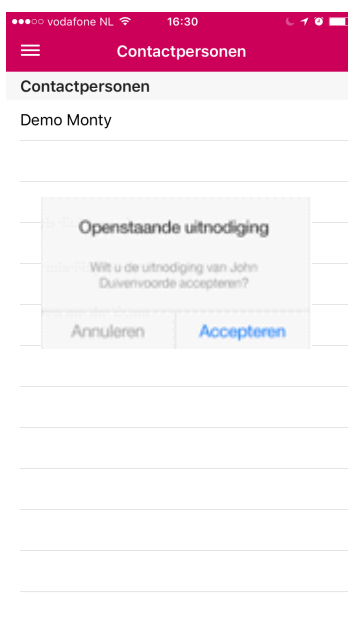 vodafone NL 16:30
Contactpersonen
Contactpersonen
Demo Monty
Openstaande uitnodiging
Wilt u de uitnodiging van John
Duivenvoorde accepteren?
Annuleren Accepteren